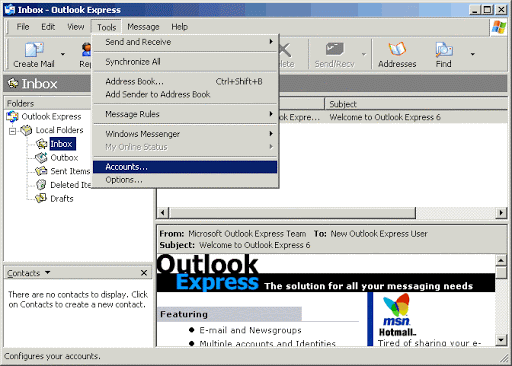 Inbox - Outlook Express
File Edit View Tools Message Help
Send and Receive
Synchronize All
Address Book... Ctrl+Shift+B
Add Sender to Address Book
Message Rules
Windows Messenger
My Online Status
Accounts...
Options...
Create Mail
Send/Recv
Addresses
Find
Inbox
Folders
Outlook Express
Local Folders
Inbox
Outbox
Sent Items
Deleted Ite
Drafts
Subject
Expre... Welcome to Outlook Express 6
From: Microsoft Outlook Express Team To: New Outlook Express User
Subject: Welcome to Outlook Express 6
Outlook
Express The solution for all your messaging needs
Featuring
E-mail and Newsgroups
Multiple accounts and Identities
msn
Hotmail
Tired of sharing your e-
Contacts
There are no contacts to display. Click
on Contacts to create a new contact.
Configures your accounts.